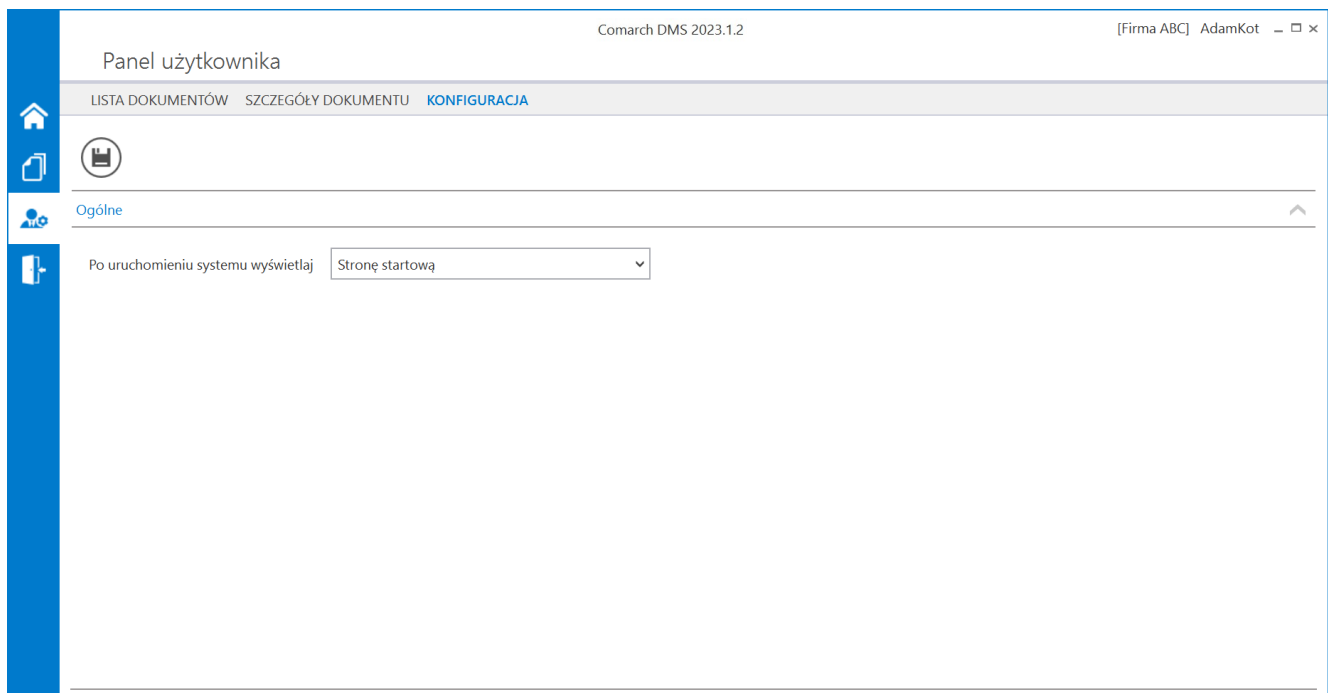 Comarch DMS 2023.1.2
[Firma ABC] AdamKot
Panel użytkownika
LISTA DOKUMENTÓW SZCZEGÓŁY DOKUMENTU KONFIGURACJA
Ogólne
Po uruchomieniu systemu wyświetlaj Stronę startową